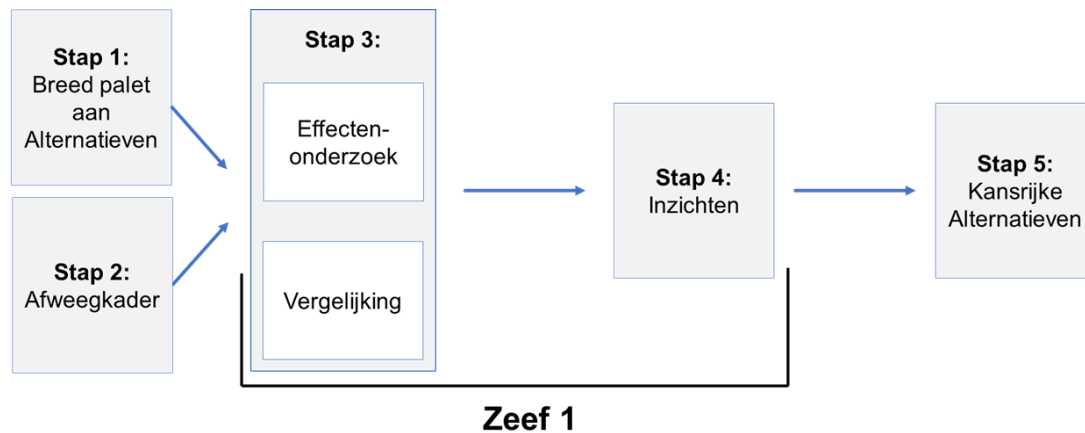 Stap 1:
Breed palet
aan
Alternatieven
Stap 2:
Afweegkader
Stap 3:
Effecten-
onderzoek
Vergelijking
Stap 4:
Inzichten
Stap 5:
Kansrijke
Alternatieven
Zeef 1